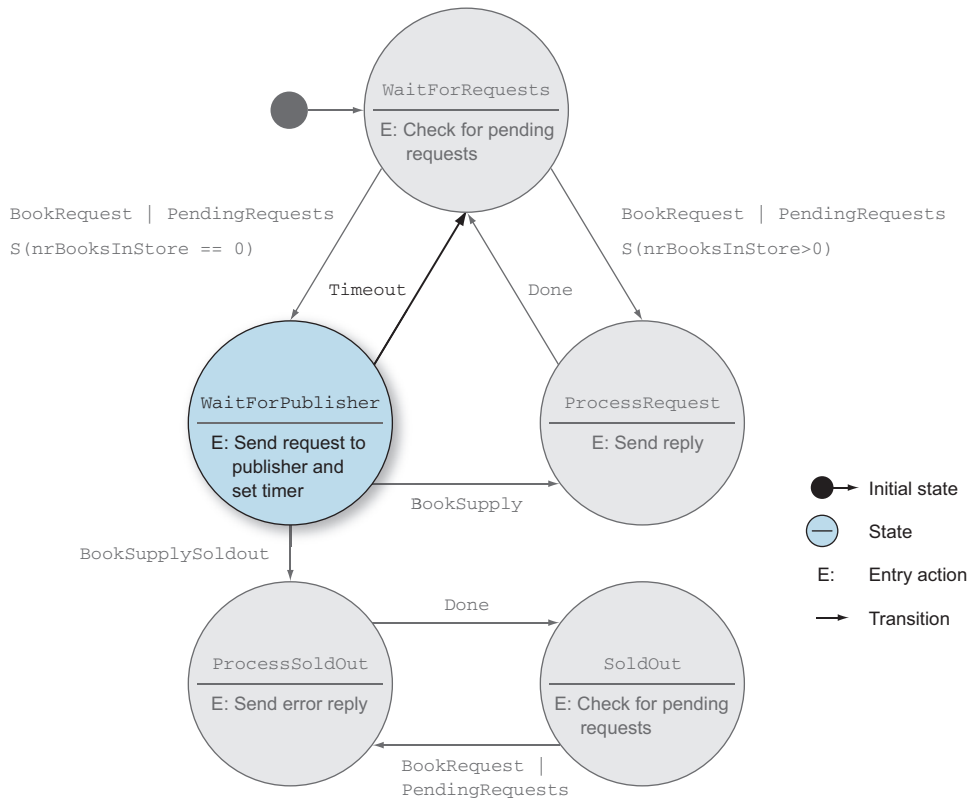 WaitForRequests
E: Check for pending
requests
BookRequest | PendingRequests
S(nrBooksInStore == 0)
BookRequest | PendingRequests
S(nrBooksInStore>0)
Timeout
Done
WaitForPublisher
E: Send request to
publisher and
set timer
ProcessRequest
E: Send reply
BookSupply
BookSupplySoldout
Initial state
State
E: Entry action
Transition
Done
ProcessSoldOut
E: Send error reply
SoldOut
E: Check for pending
requests
BookRequest |
PendingRequests